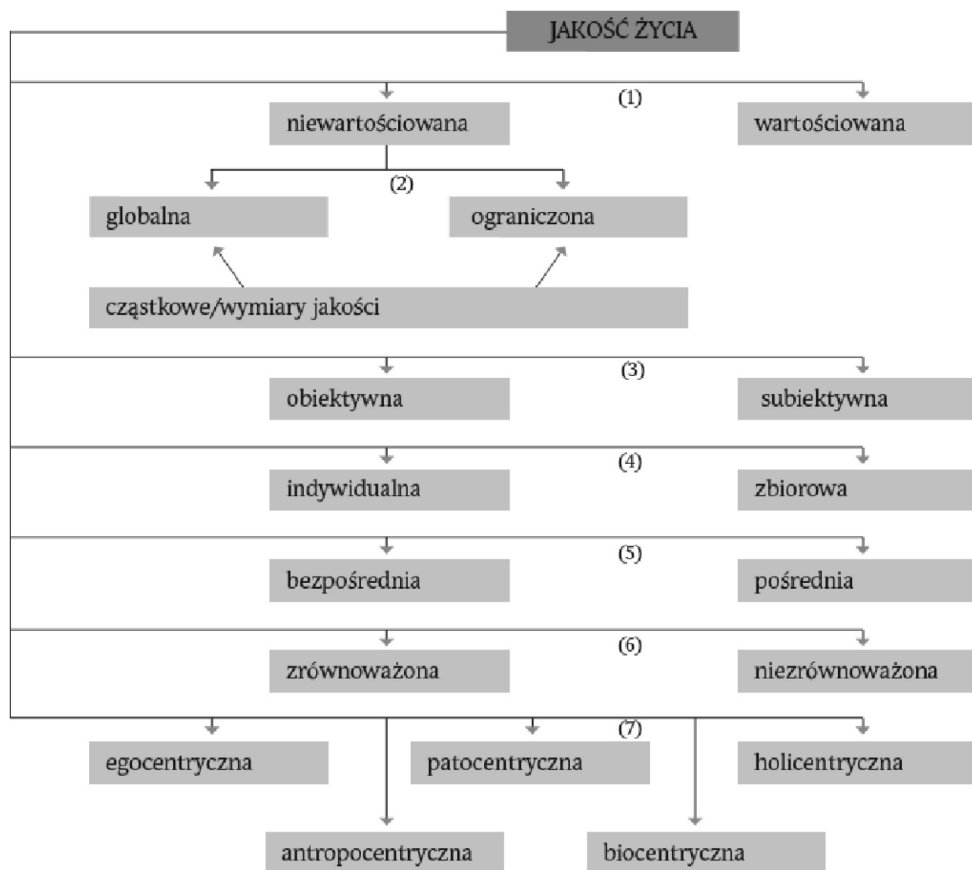 JAKOŚĆ ŻYCIA
(1)
niewartościowana
wartościowana
(2)
globalna
ograniczona
cząstkowe/wymiary jakości
(3)
obiektywna
subiektywna
(4)
indywidualna
zbiorowa
(5)
bezpośrednia
pośrednia
(6)
zrównoważona
niezrównoważona
(7)
egocentryczna
patocentryczna
holicentryczna
antropocentryczna
biocentryczna